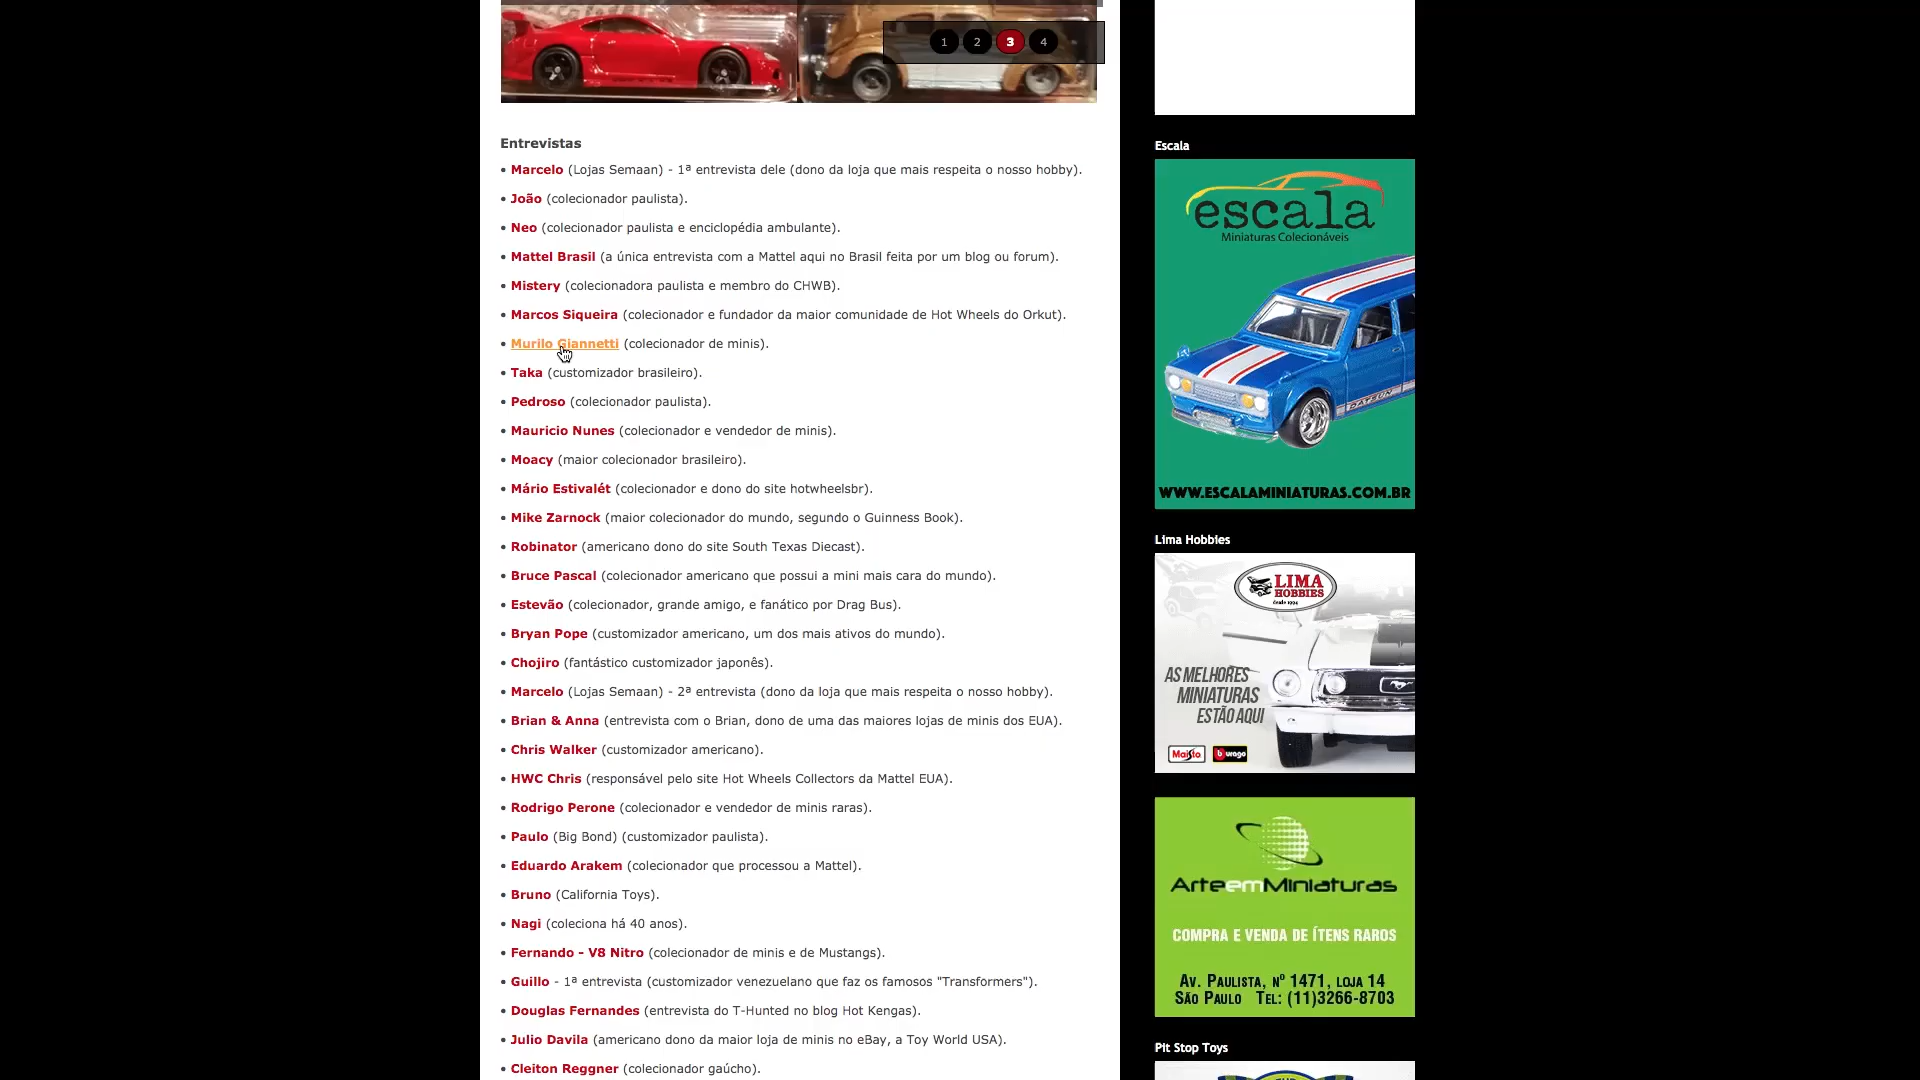 1 2 3 4
Entrevistas
• Marcelo (Lojas Semaan) - 1ª entrevista dele (dono da loja que mais respeita o nosso hobby).
• João (colecionador paulista).
• Neo (colecionador paulista e enciclopédia ambulante).
• Mattel Brasil (a única entrevista com a Mattel aqui no Brasil feita por um blog ou forum).
• Mistery (colecionadora paulista e membro do CHWB).
• Marcos Siqueira (colecionador e fundador da maior comunidade de Hot Wheels do Orkut).
• Murilo Giannetti (colecionador de minis).
• Taka (customizador brasileiro).
• Pedroso (colecionador paulista).
• Mauricio Nunes (colecionador e vendedor de minis).
• Moacy (maior colecionador brasileiro).
• Mário Estivalét (colecionador e dono do site hotwheelsbr).
• Mike Zarnock (maior colecionador do mundo, segundo o Guinness Book).
• Robinator (americano dono do site South Texas Diecast).
• Bruce Pascal (colecionador americano que possui a mini mais cara do mundo).
• Estevão (colecionador, grande amigo, e fanático por Drag Bus).
• Bryan Pope (customizador americano, um dos mais ativos do mundo).
• Chojiro (fantástico customizador japonês).
• Marcelo (Lojas Semaan) - 2ª entrevista (dono da loja que mais respeita o nosso hobby).
• Brian & Anna (entrevista com o Brian, dono de uma das maiores lojas de minis dos EUA).
• Chris Walker (customizador americano).
• HWC Chris (responsável pelo site Hot Wheels Collectors da Mattel EUA).
• Rodrigo Perone (colecionador e vendedor de minis raras).
• Paulo (Big Bond) (customizador paulista).
• Eduardo Arakem (colecionador que processou a Mattel).
• Bruno (California Toys).
• Nagi (coleciona há 40 anos).
• Fernando - V8 Nitro (colecionador de minis e de Mustangs).
• Guillo - 1ª entrevista (customizador venezuelano que faz os famosos "Transformers").
• Douglas Fernandes (entrevista do T-Hunted no blog Hot Kengas).
• Julio Davila (americano dono da maior loja de minis no eBay, a Toy World USA).
• Cleiton Reggner (colecionador gaúcho).
Escala
escala
Miniaturas Colecionáveis
DATSUN
WWW.ESCALAMINIATURAS.COM.BR
Lima Hobbies
LIMA
HOBBIES
desde 1994
AS MELHORES
MINIATURAS
ESTÃO AQUI
Maisto
burago
ArteemMiniaturas
COMPRA E VENDA DE ÍTENS RAROS
AV. PAULISTA, Nº 1471, LOJA 14
SÃO PAULO TEL: (11)3266-8703
Pit Stop Toys